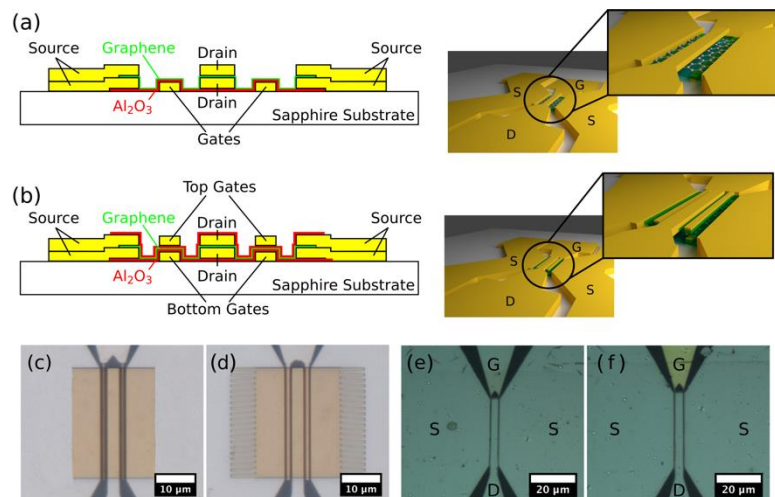 (a)
Source
Graphene
Drain
Source
Al2O3
Drain
Gates
Sapphire Substrate
S
G
D
S
(b)
Top Gates
Source
Graphene
Drain
Source
Al2O3
Drain
Bottom Gates
Sapphire Substrate
S
G
D
S
(c)
10 µm
(d)
10 µm
(e)
G
S
S
D
20 µm
(f)
G
S
S
D
20 µm